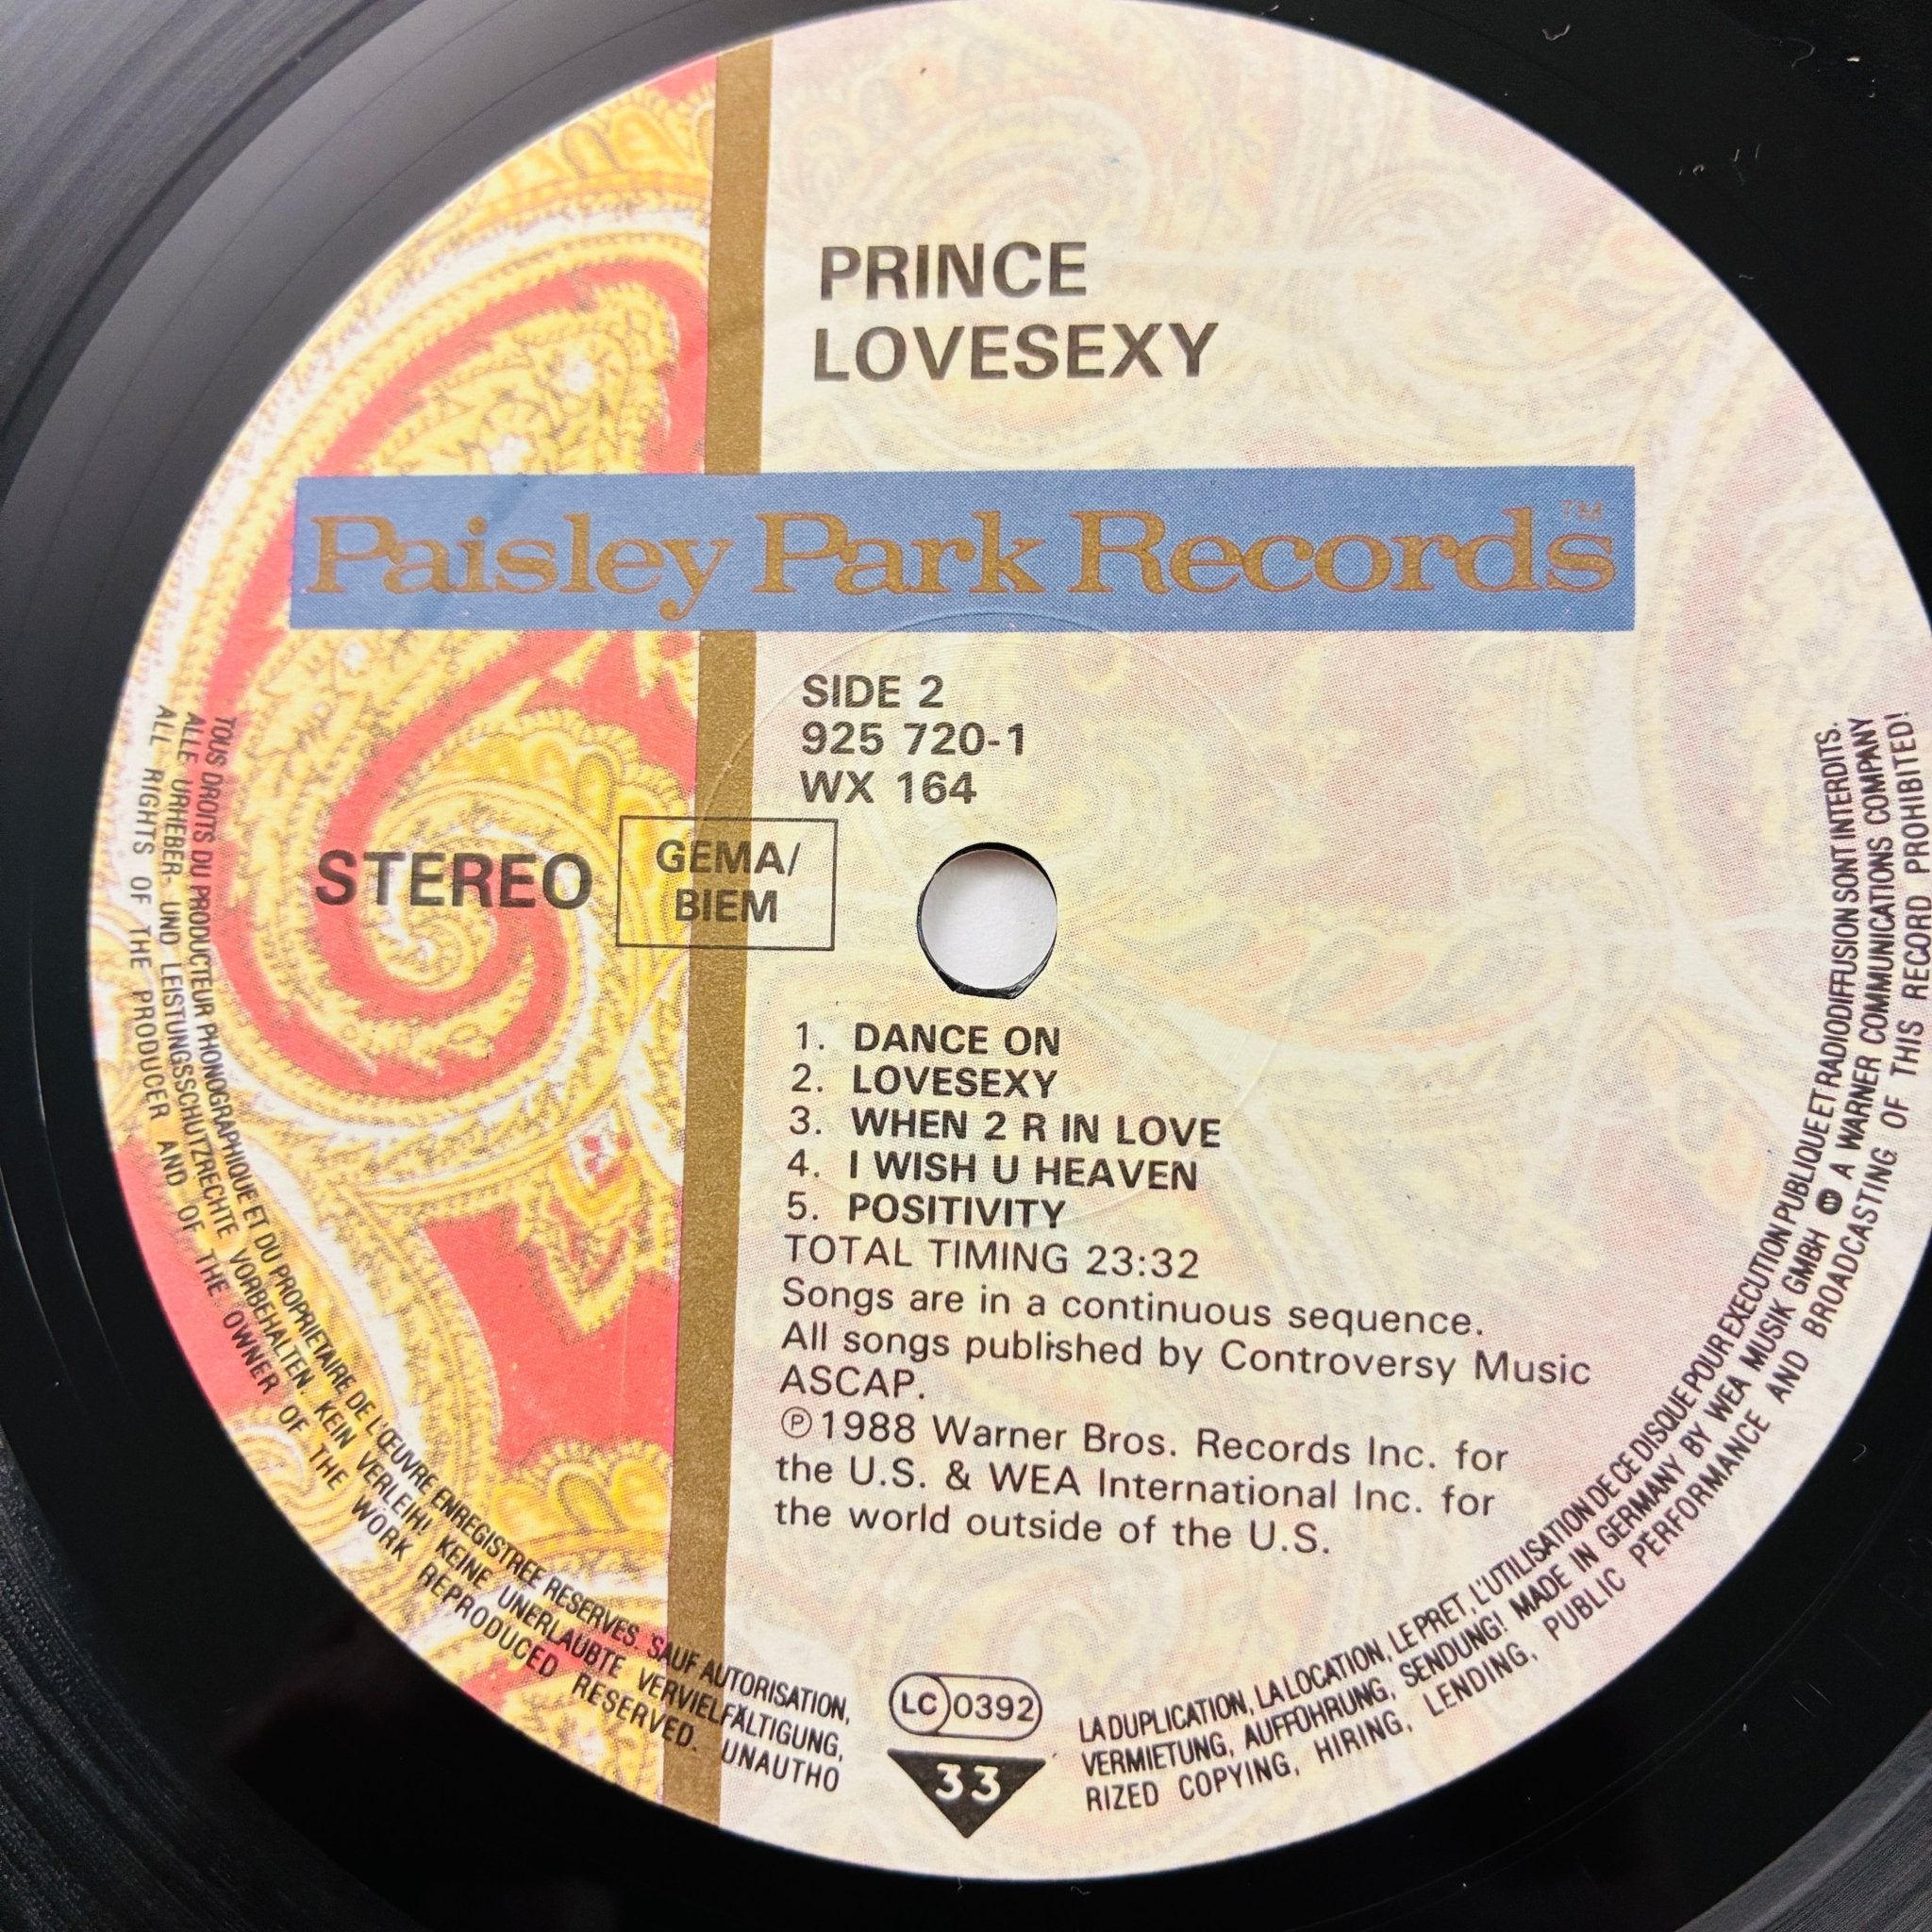 PRINCE
LOVESEXY
Paisley Park Records™
SIDE 2
925 720-1
WX 164
STEREO
GEMA/
BIEM
1. DANCE ON
2. LOVESEXY
3. WHEN 2 R IN LOVE
4. I WISH U HEAVEN
5. POSITIVITY
TOTAL TIMING 23:32
Songs are in a continuous sequence.
All songs published by Controversy Music
ASCAP.
Ⓟ1988 Warner Bros. Records Inc. for
the U.S. & WEA International Inc. for
the world outside of the U.S.
TOUS DROITS DU PRODUCTEUR PHONOGRAPHIQUE ET DU PROPRIETAIRE DE L'ŒUVRE ENREGISTREE RESERVES. SAUF AUTORISATION, LA DUPLICATION, LA LOCATION, LE PRET, L'UTILISATION DE CE DISQUE POUR EXECUTION PUBLIQUE ET RADIODIFFUSION SONT INTERDITS.
ALLE URHEBER- UND LEISTUNGSSCHUTZRECHTE VORBEHALTEN. KEIN VERLEIH! KEINE UNERLAUBTE VERVIELFÄLTIGUNG, VERMIETUNG, AUFFÜHRUNG, SENDUNG! MADE IN GERMANY BY WEA MUSIK GMBH A WARNER COMMUNICATIONS COMPANY
ALL RIGHTS OF THE PRODUCER AND OF THE OWNER OF THE WORK REPRODUCED RESERVED. UNAUTHORIZED COPYING, HIRING, LENDING, PUBLIC PERFORMANCE AND BROADCASTING OF THIS RECORD PROHIBITED!
LC 0392
33